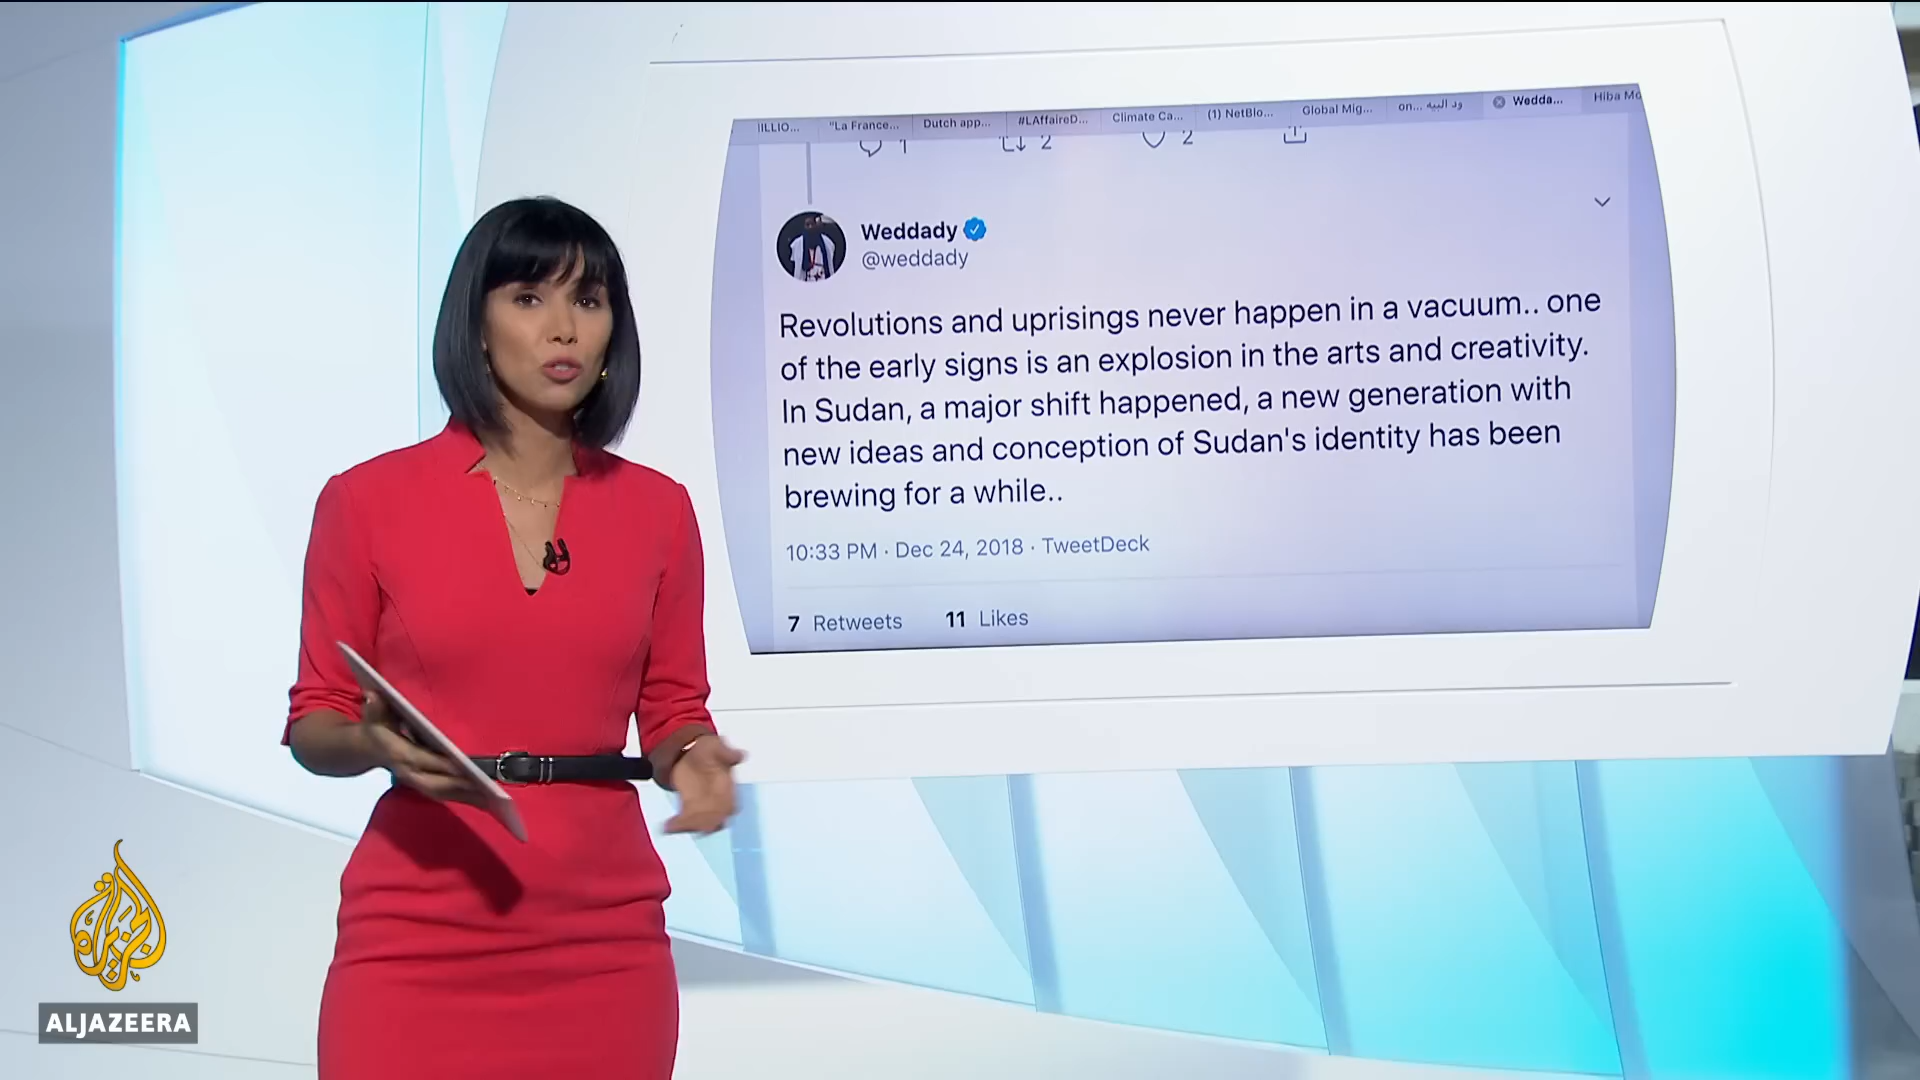 ILLIO...
"La France...
Dutch app...
#LAffaireD...
Climate Ca...
(1) NetBlo...
Global Mig...
on... ود البيه
Wedda...
Hiba Mo
1
2
2
Weddady
@weddady
Revolutions and uprisings never happen in a vacuum.. one
of the early signs is an explosion in the arts and creativity.
In Sudan, a major shift happened, a new generation with
new ideas and conception of Sudan's identity has been
brewing for a while..
10:33 PM · Dec 24, 2018 · TweetDeck
7 Retweets 11 Likes
الجزيرة
ALJAZEERA